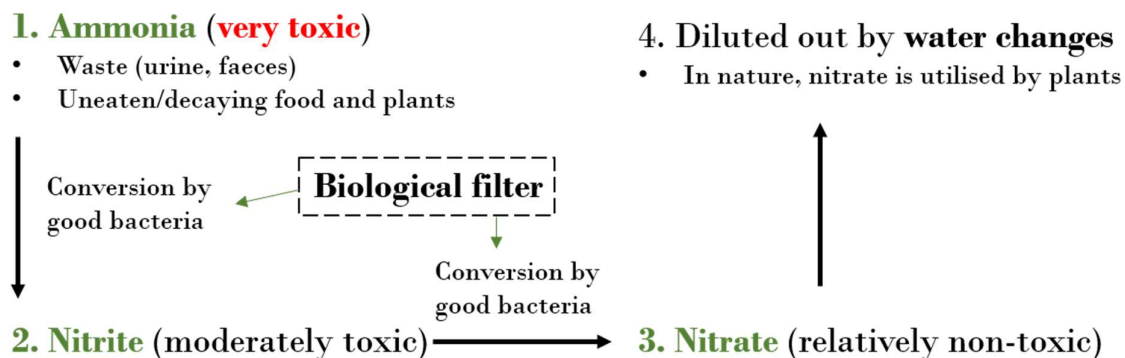 1. Ammonia (very toxic)
• Waste (urine, faeces)
• Uneaten/decaying food and plants
Conversion by
good bacteria
Biological filter
Conversion by
good bacteria
2. Nitrite (moderately toxic)
3. Nitrate (relatively non-toxic)
4. Diluted out by water changes
• In nature, nitrate is utilised by plants